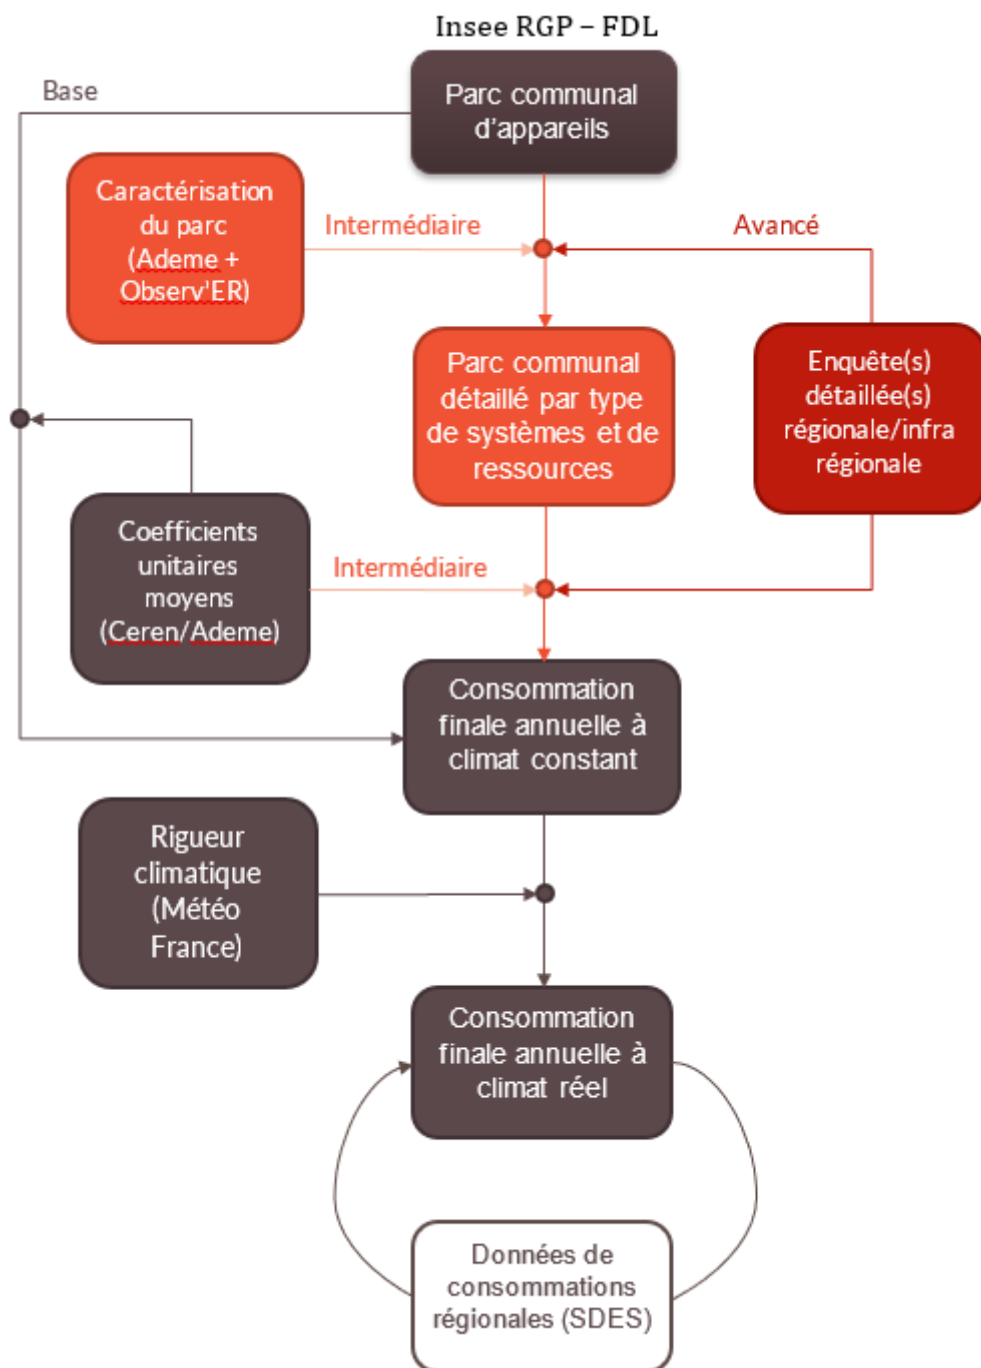 Insee RGP – FDL
Base
Parc communal
d'appareils
Caractérisation
du parc
(Ademe +
Observ'ER)
Intermédiaire
Avancé
Parc communal
détaillé par type
de systèmes et de
ressources
Enquête(s)
détaillée(s)
régionale/infra
régionale
Coefficients
unitaires
moyens
(Ceren/Ademe)
Intermédiaire
Consommation
finale annuelle à
climat constant
Rigueur
climatique
(Météo
France)
Consommation
finale annuelle à
climat réel
Données de
consommations
régionales (SDES)